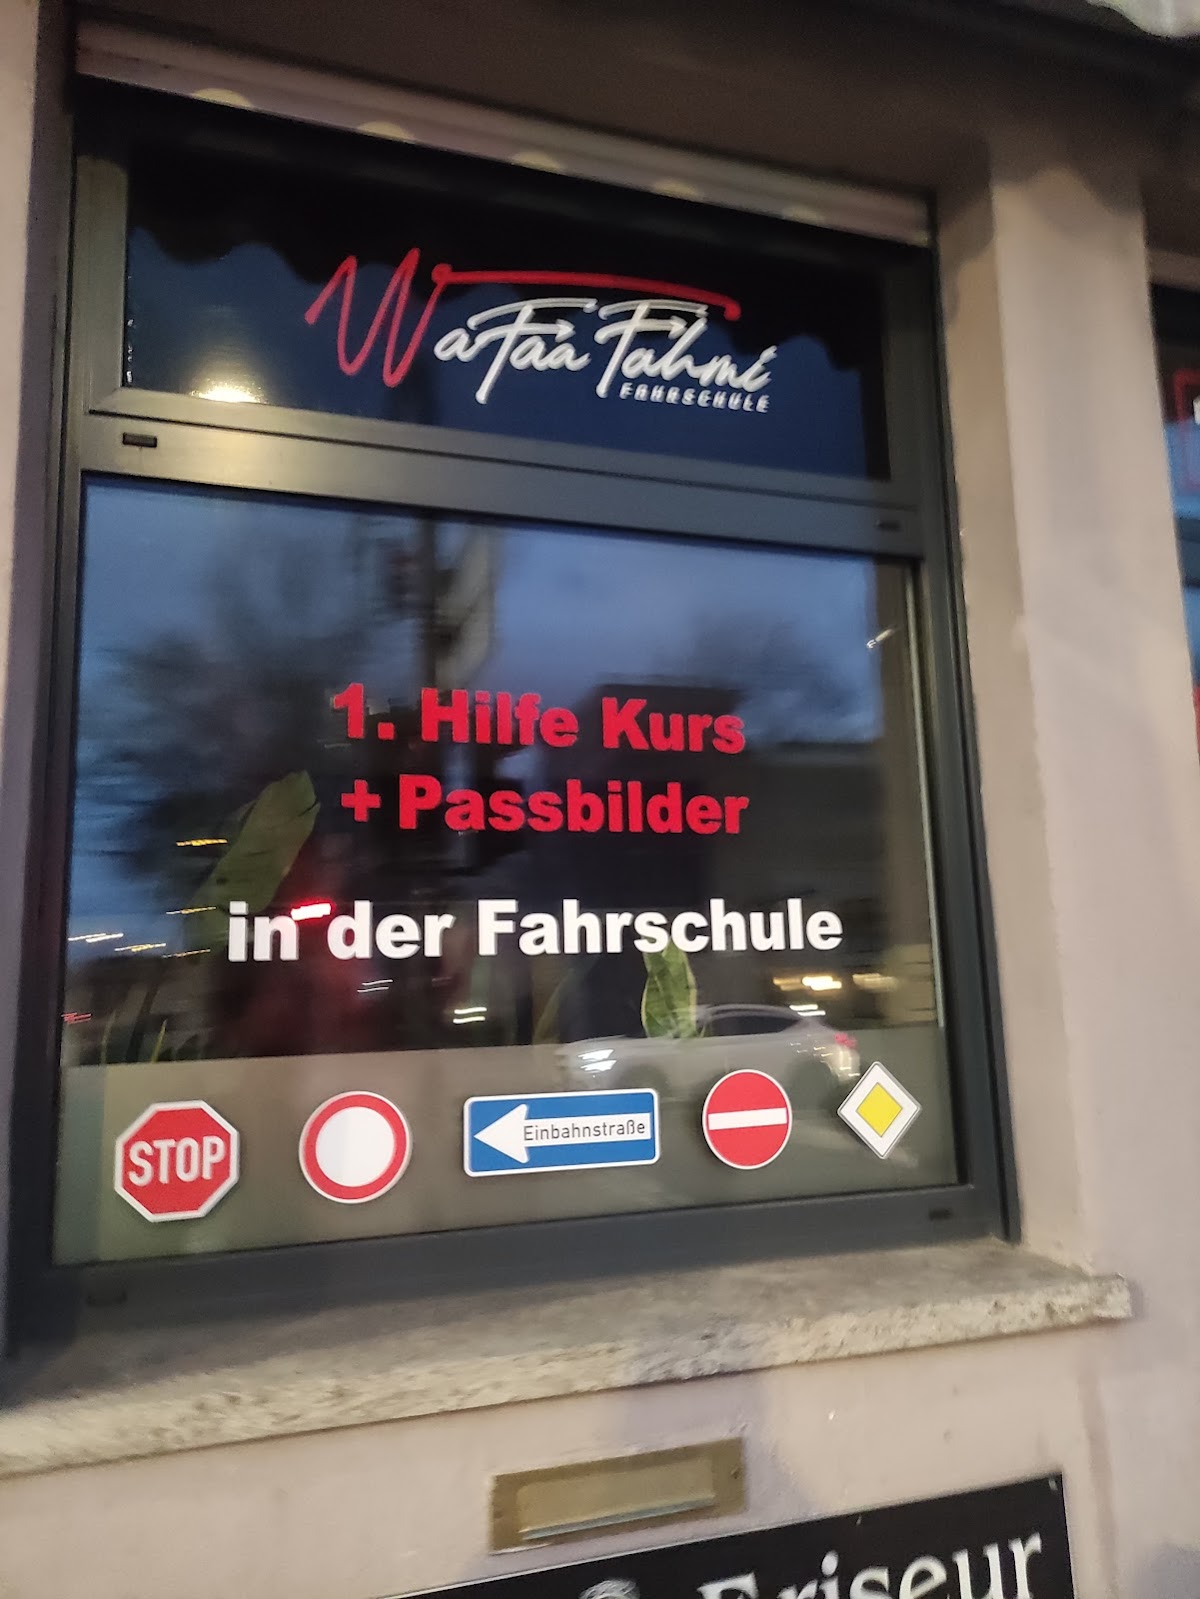 Wafaa Fahmi
FAHRSCHULE
1. Hilfe Kurs
+ Passbilder
in der Fahrschule
STOP
Einbahnstraße
Friseur